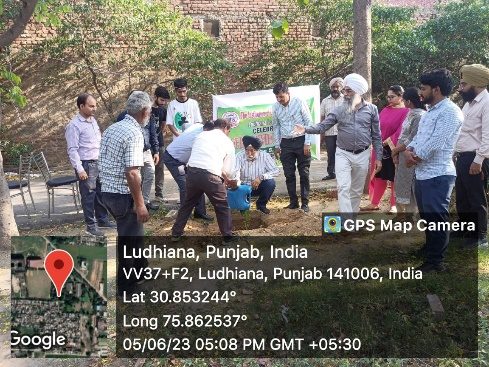 CELEBR
GPS Map Camera
Ludhiana, Punjab, India
VV37+F2, Ludhiana, Punjab 141006, India
Lat 30.853244°
Long 75.862537°
05/06/23 05:08 PM GMT +05:30
Google